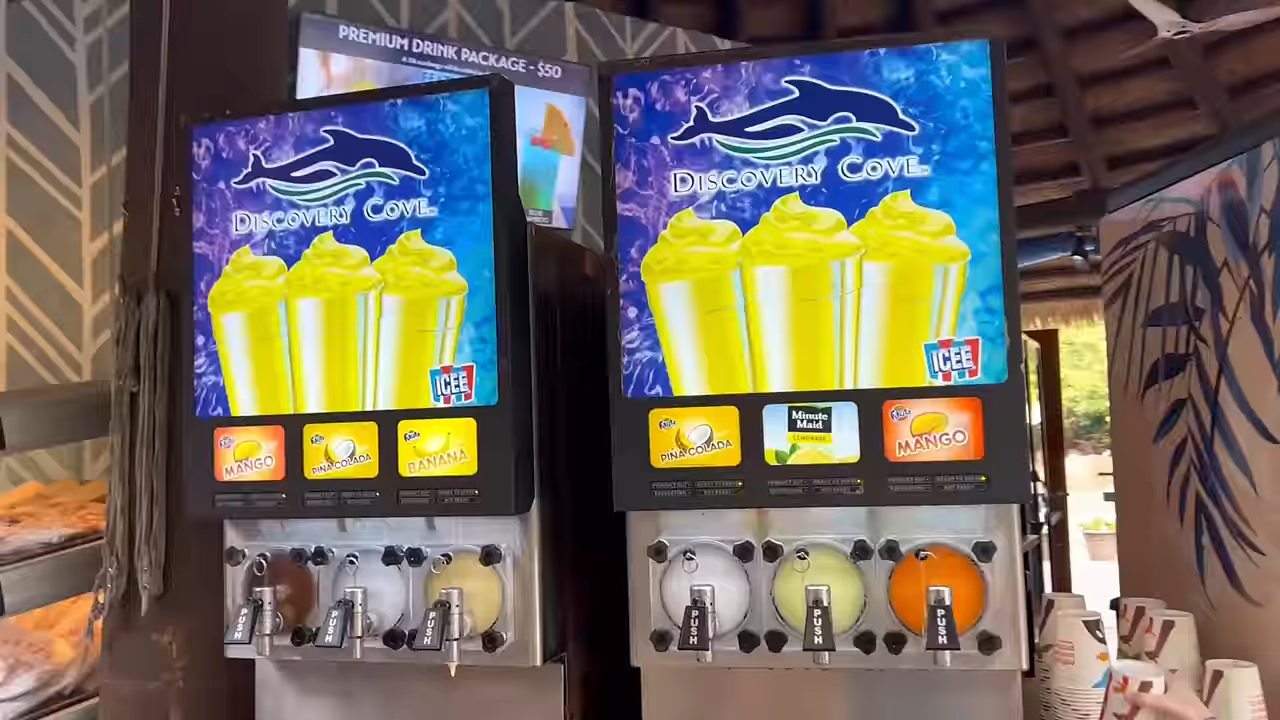 PREMIUM DRINK PACKAGE - $50
DISCOVERY COVE
ICEE
Fanta
MANGO
Fanta
PIÑA COLADA
Fanta
BANANA
PUSH
PUSH
PUSH
DISCOVERY COVE
ICEE
Fanta
PIÑA COLADA
Minute
Maid
LEMONADE
Fanta
MANGO
PUSH
PUSH
PUSH